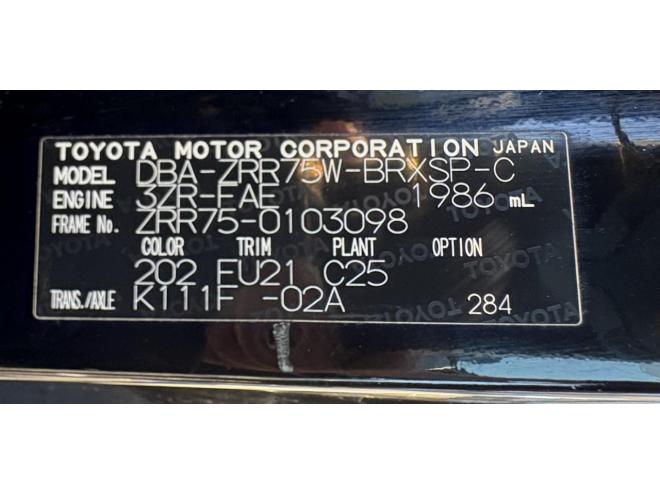 TOYOTA MOTOR CORPORATION JAPAN
MODEL DBA-ZRR75W-BRXSP-C
ENGINE 3ZR-FAE 1986 mL
FRAME No. ZRR75-0103098
COLOR TRIM PLANT OPTION
202 FU21 C25
TRANS./AXLE K111F -02A 284